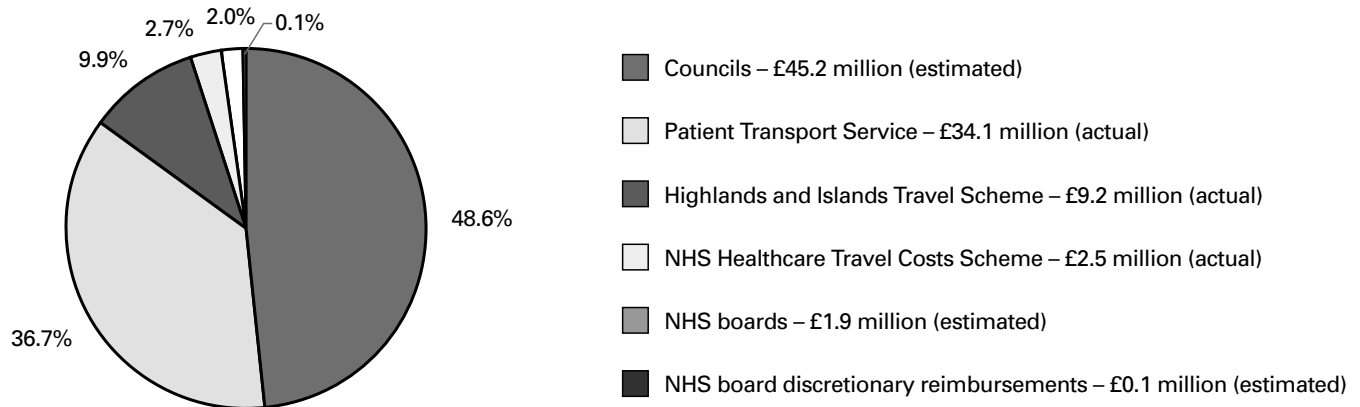 2.0%
0.1%
2.7%
9.9%
48.6%
36.7%
Councils – £45.2 million (estimated)
Patient Transport Service – £34.1 million (actual)
Highlands and Islands Travel Scheme – £9.2 million (actual)
NHS Healthcare Travel Costs Scheme – £2.5 million (actual)
NHS boards – £1.9 million (estimated)
NHS board discretionary reimbursements – £0.1 million (estimated)